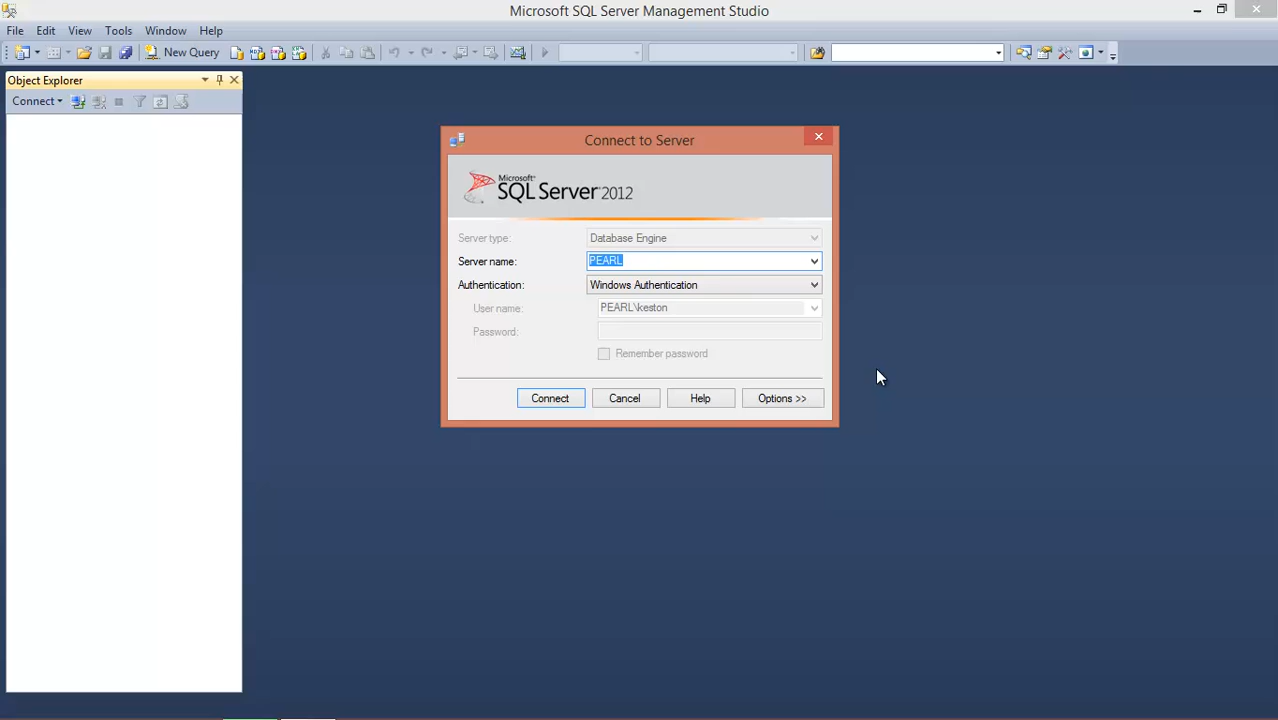 Microsoft SQL Server Management Studio
File Edit View Tools Window Help
New Query
Object Explorer
Connect
Connect to Server
Microsoft
SQL Server 2012
Server type: Database Engine
Server name: PEARL
Authentication: Windows Authentication
User name: PEARL\keston
Password:
Remember password
Connect Cancel Help Options >>